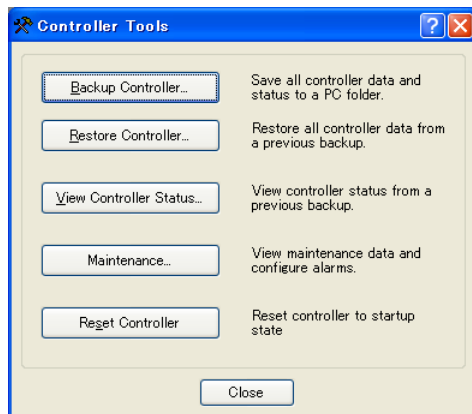 Controller Tools
Backup Controller...
Save all controller data and
status to a PC folder.
Restore Controller...
Restore all controller data from
a previous backup.
View Controller Status...
View controller status from a
previous backup.
Maintenance...
View maintenance data and
configure alarms.
Reset Controller
Reset controller to startup
state
Close